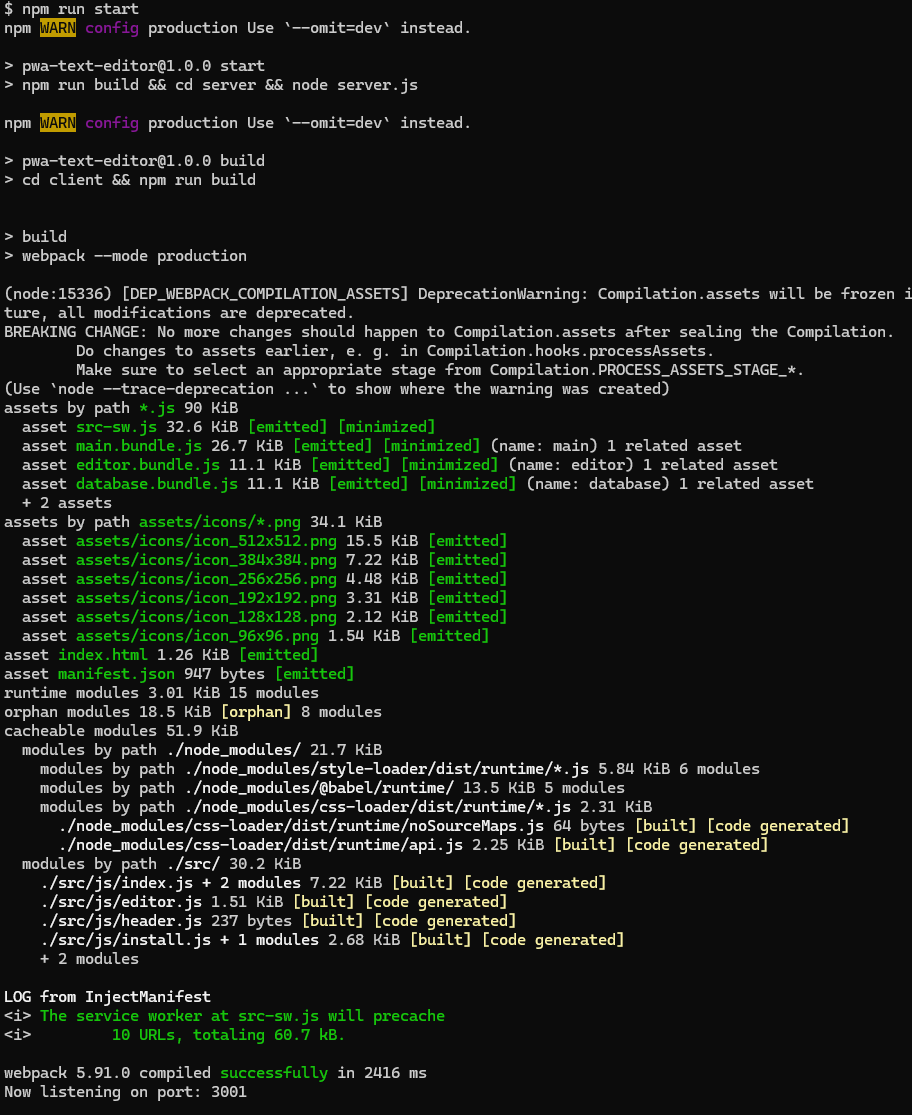 $ npm run start
npm WARN config production Use `--omit=dev` instead.
> pwa-text-editor@1.0.0 start
> npm run build && cd server && node server.js
npm WARN config production Use `--omit=dev` instead.
> pwa-text-editor@1.0.0 build
> cd client && npm run build
> build
> webpack --mode production
(node:15336) [DEP_WEBPACK_COMPILATION_ASSETS] DeprecationWarning: Compilation.assets will be frozen i
ture, all modifications are deprecated.
BREAKING CHANGE: No more changes should happen to Compilation.assets after sealing the Compilation.
        Do changes to assets earlier, e. g. in Compilation.hooks.processAssets.
        Make sure to select an appropriate stage from Compilation.PROCESS_ASSETS_STAGE_*.
(Use `node --trace-deprecation ...` to show where the warning was created)
assets by path *.js 90 KiB
  asset src-sw.js 32.6 KiB [emitted] [minimized]
  asset main.bundle.js 26.7 KiB [emitted] [minimized] (name: main) 1 related asset
  asset editor.bundle.js 11.1 KiB [emitted] [minimized] (name: editor) 1 related asset
  asset database.bundle.js 11.1 KiB [emitted] [minimized] (name: database) 1 related asset
  + 2 assets
assets by path assets/icons/*.png 34.1 KiB
  asset assets/icons/icon_512x512.png 15.5 KiB [emitted]
  asset assets/icons/icon_384x384.png 7.22 KiB [emitted]
  asset assets/icons/icon_256x256.png 4.48 KiB [emitted]
  asset assets/icons/icon_192x192.png 3.31 KiB [emitted]
  asset assets/icons/icon_128x128.png 2.12 KiB [emitted]
  asset assets/icons/icon_96x96.png 1.54 KiB [emitted]
asset index.html 1.26 KiB [emitted]
asset manifest.json 947 bytes [emitted]
runtime modules 3.01 KiB 15 modules
orphan modules 18.5 KiB [orphan] 8 modules
cacheable modules 51.9 KiB
  modules by path ./node_modules/ 21.7 KiB
    modules by path ./node_modules/style-loader/dist/runtime/*.js 5.84 KiB 6 modules
    modules by path ./node_modules/@babel/runtime/ 13.5 KiB 5 modules
    modules by path ./node_modules/css-loader/dist/runtime/*.js 2.31 KiB
      ./node_modules/css-loader/dist/runtime/noSourceMaps.js 64 bytes [built] [code generated]
      ./node_modules/css-loader/dist/runtime/api.js 2.25 KiB [built] [code generated]
  modules by path ./src/ 30.2 KiB
    ./src/js/index.js + 2 modules 7.22 KiB [built] [code generated]
    ./src/js/editor.js 1.51 KiB [built] [code generated]
    ./src/js/header.js 237 bytes [built] [code generated]
    ./src/js/install.js + 1 modules 2.68 KiB [built] [code generated]
    + 2 modules
LOG from InjectManifest
<i> The service worker at src-sw.js will precache
<i>         10 URLs, totaling 60.7 kB.
webpack 5.91.0 compiled successfully in 2416 ms
Now listening on port: 3001